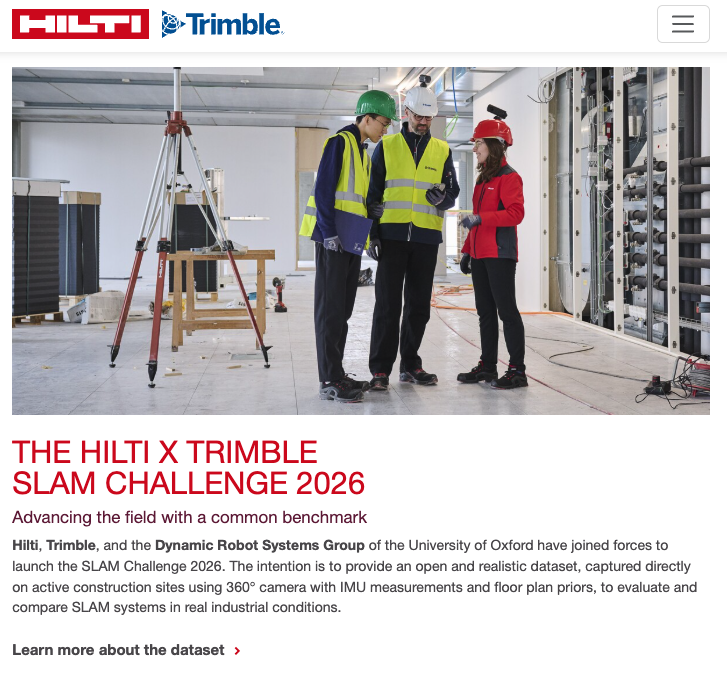 HILTI Trimble
HILTI
THE HILTI X TRIMBLE
SLAM CHALLENGE 2026
Advancing the field with a common benchmark
Hilti, Trimble, and the Dynamic Robot Systems Group of the University of Oxford have joined forces to
launch the SLAM Challenge 2026. The intention is to provide an open and realistic dataset, captured directly
on active construction sites using 360° camera with IMU measurements and floor plan priors, to evaluate and
compare SLAM systems in real industrial conditions.
Learn more about the dataset